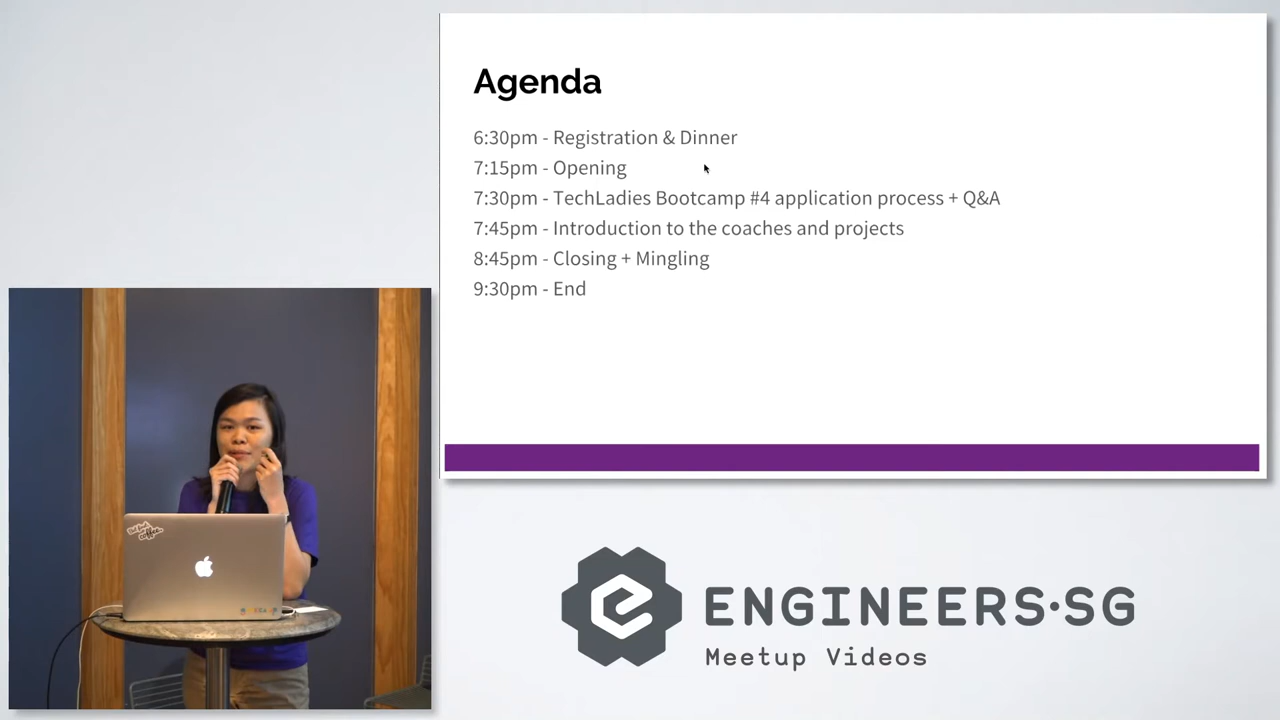 Agenda
6:30pm - Registration & Dinner
7:15pm - Opening
7:30pm - TechLadies Bootcamp #4 application process + Q&A
7:45pm - Introduction to the coaches and projects
8:45pm - Closing + Mingling
9:30pm - End
ENGINEERS•SG
Meetup Videos